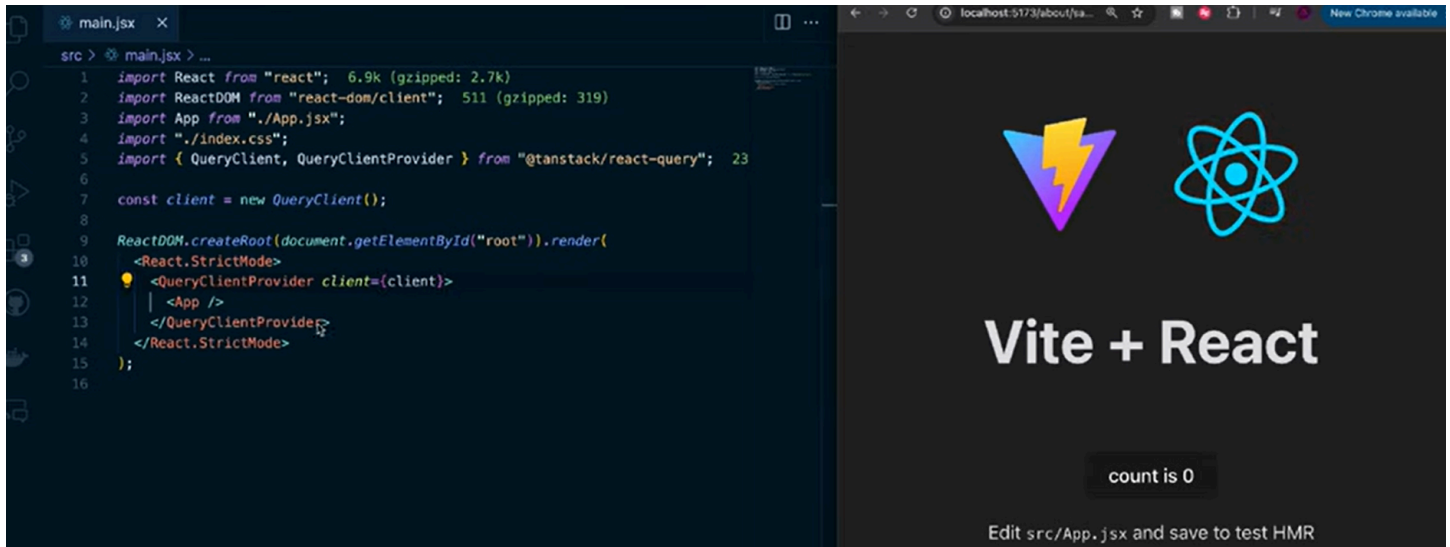 main.jsx
src > main.jsx > ...
1 import React from "react"; 6.9k (gzipped: 2.7k)
2 import ReactDOM from "react-dom/client"; 511 (gzipped: 319)
3 import App from "./App.jsx";
4 import "./index.css";
5 import { QueryClient, QueryClientProvider } from "@tanstack/react-query"; 23
6
7 const client = new QueryClient();
8
9 ReactDOM.createRoot(document.getElementById("root")).render(
10 <React.StrictMode>
11 <QueryClientProvider client={client}>
12 <App />
13 </QueryClientProvider>
14 </React.StrictMode>
15 );
16
3
localhost:5173/about/sa...
New Chrome available
Vite + React
count is 0
Edit src/App.jsx and save to test HMR